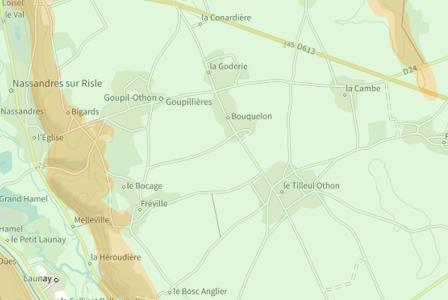 Loisel
le Val
la Conardière
145 D613
la Goderie
D24
Nassandres sur Risle
la Cambe
Goupil-Othon
Goupillières
Nassandres
Bigards
Bouquelon
l'Église
le Bocage
le Tilleul Othon
Grand Hamel
Fréville
Melleville
Hamel
le Petit Launay
la Héroudière
Launay
le Bosc Anglier